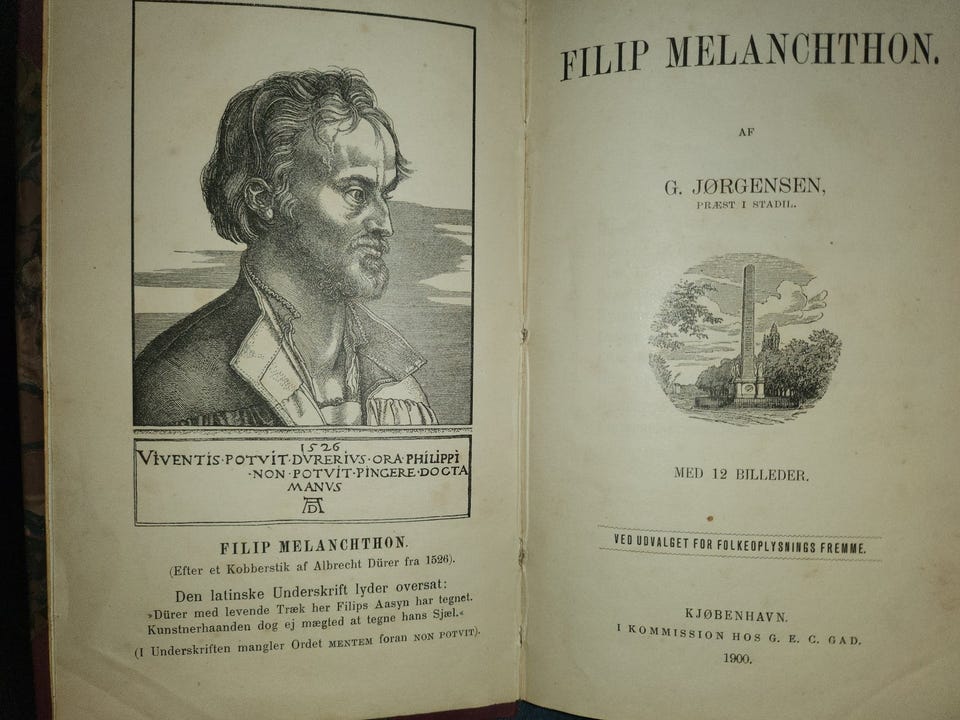 1526
VIVENTIS·POTVIT·DVRERIVS·ORA·PHILIPPI
·NON·POTVIT·PINGERE·DOCTA
MANVS
AD
FILIP MELANCHTHON.
(Efter et Kobberstik af Albrecht Dürer fra 1526).
Den latinske Underskrift lyder oversat:
»Dürer med levende Træk her Filips Aasyn har tegnet.
Kunstnerhaanden dog ej mægted at tegne hans Sjæl.«
(I Underskriften mangler Ordet MENTEM foran NON POTVIT).
FILIP MELANCHTHON.
AF
G. JØRGENSEN,
PRÆST I STADIL.
MED 12 BILLEDER.
VED UDVALGET FOR FOLKEOPLYSNINGS FREMME.
KJØBENHAVN.
I KOMMISSION HOS G. E. C. GAD.
1900.